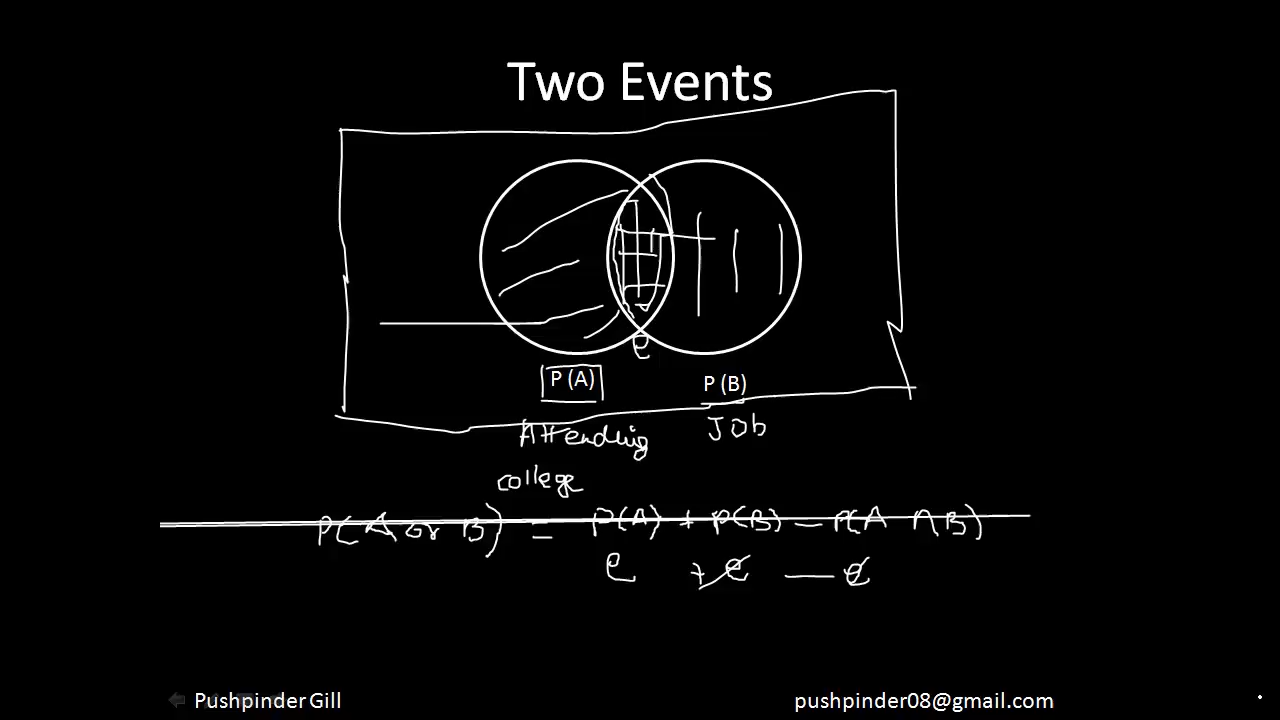 Two Events
e
P (A) P (B)
Attending Job
college
P(A or B) = P(A) + P(B) — P(A ∩ B)
e + e — e
Pushpinder Gill pushpinder08@gmail.com